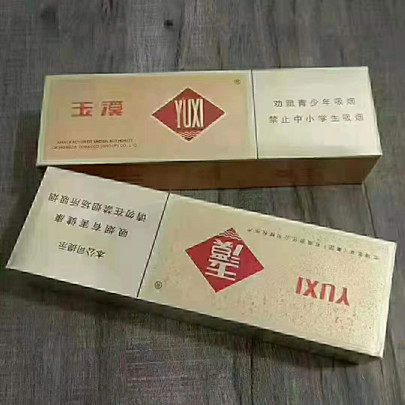 玉溪
YUXI
®
劝阻青少年吸烟
禁止中小学生吸烟
本公司提示
吸烟有害健康
请勿在禁烟场所吸烟
玉溪
®
YUXI